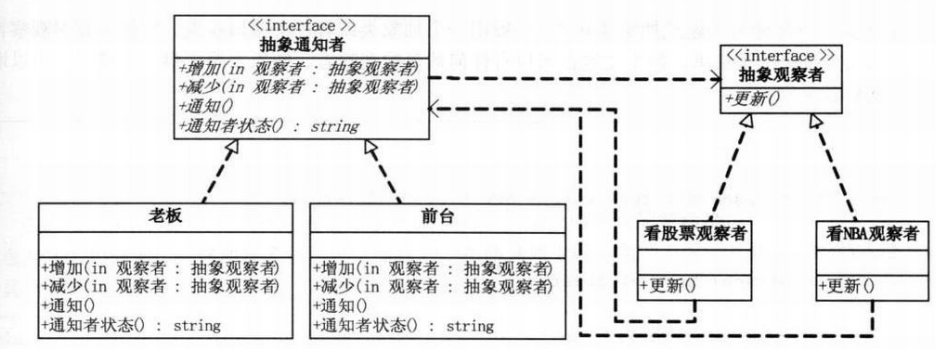 <<interface >>
抽象通知者
+增加(in 观察者 : 抽象观察者)
+减少(in 观察者 : 抽象观察者)
+通知()
+通知者状态() : string
<<interface >>
抽象观察者
+更新()
老板
+增加(in 观察者 : 抽象观察者)
+减少(in 观察者 : 抽象观察者)
+通知()
+通知者状态() : string
前台
+增加(in 观察者 : 抽象观察者)
+减少(in 观察者 : 抽象观察者)
+通知()
+通知者状态() : string
看股票观察者
+更新()
看NBA观察者
+更新()